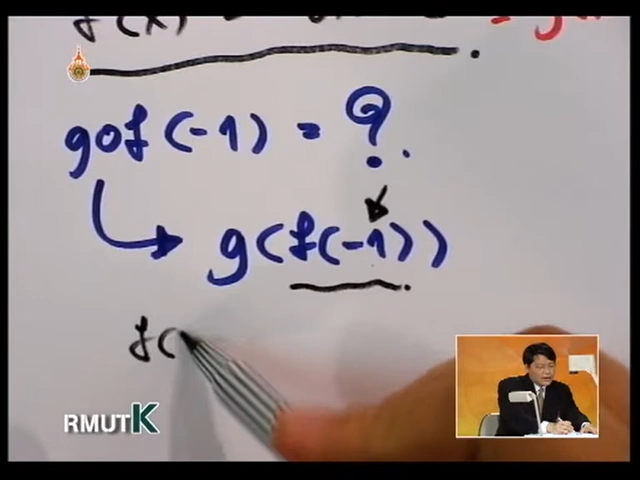 f(x) =
gof(-1) = ?
g(f(-1))
f(
RMUTK